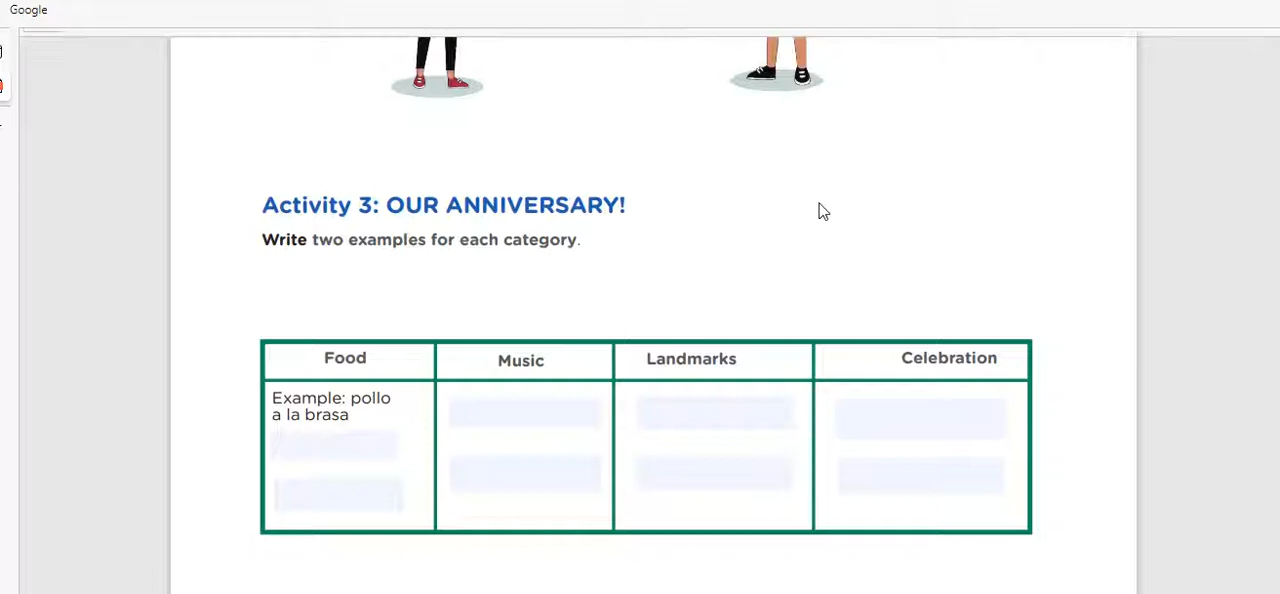 Google
Activity 3: OUR ANNIVERSARY!
Write two examples for each category.
Food
Music
Landmarks
Celebration
Example: pollo
a la brasa